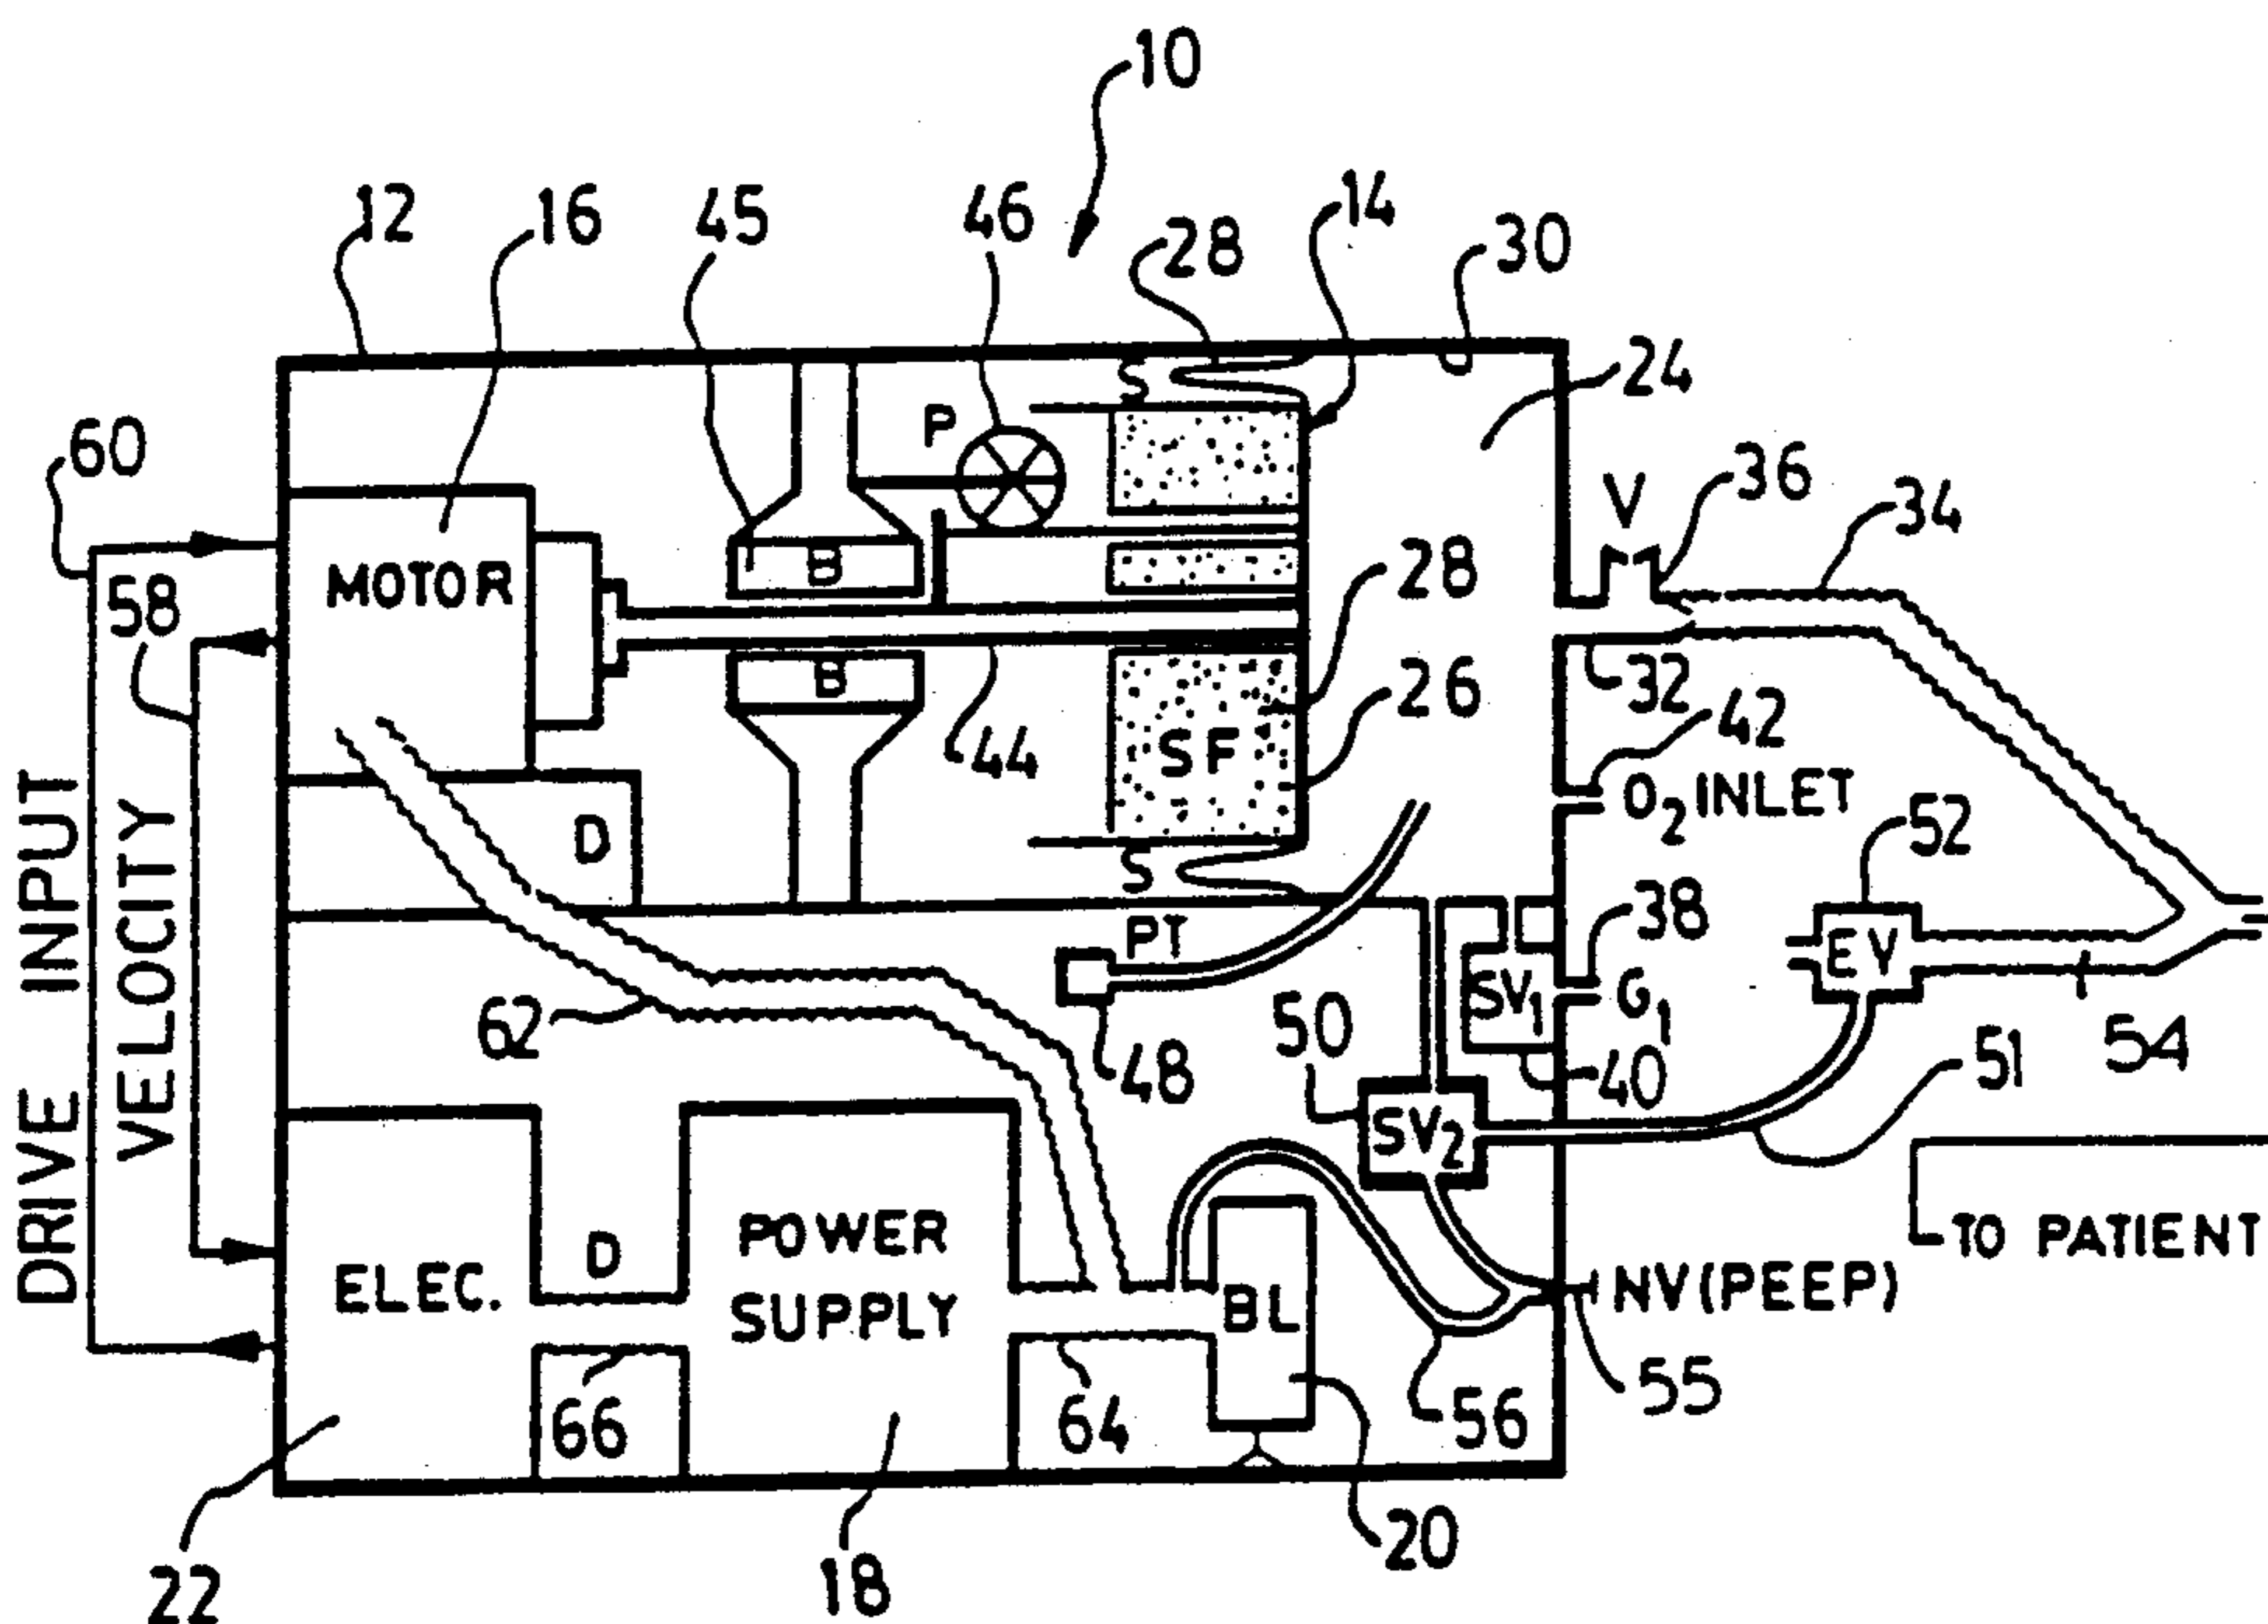 10
12
16
45
46
28
14
30
24
60
P
V
36
34
S
58
MOTOR
B
28
B
32
26
42
44
SF
O₂ INLET
52
D
S
38
PT
EV
SV₁
G₁
62
50
48
40
54
51
SV₂
DRIVE INPUT
VELOCITY
D
POWER
SUPPLY
TO PATIENT
ELEC.
BL
NV(PEEP)
66
64
56
55
22
18
20